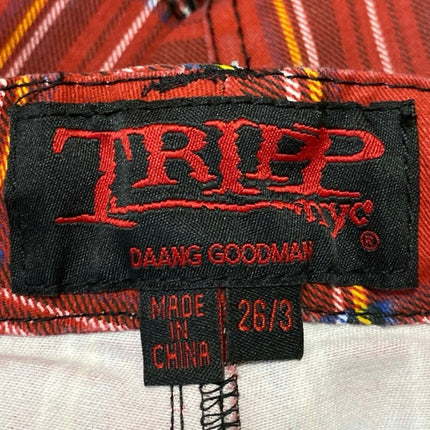 TRIPP
nyc®
DAANG GOODMAN
MADE
IN
CHINA
26/3